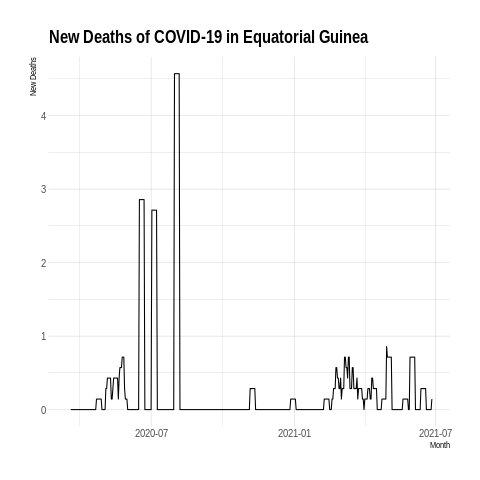 New Deaths of COVID-19 in Equatorial Guinea
New Deaths
4
3
2
1
0
2020-07
2021-01
2021-07
Month